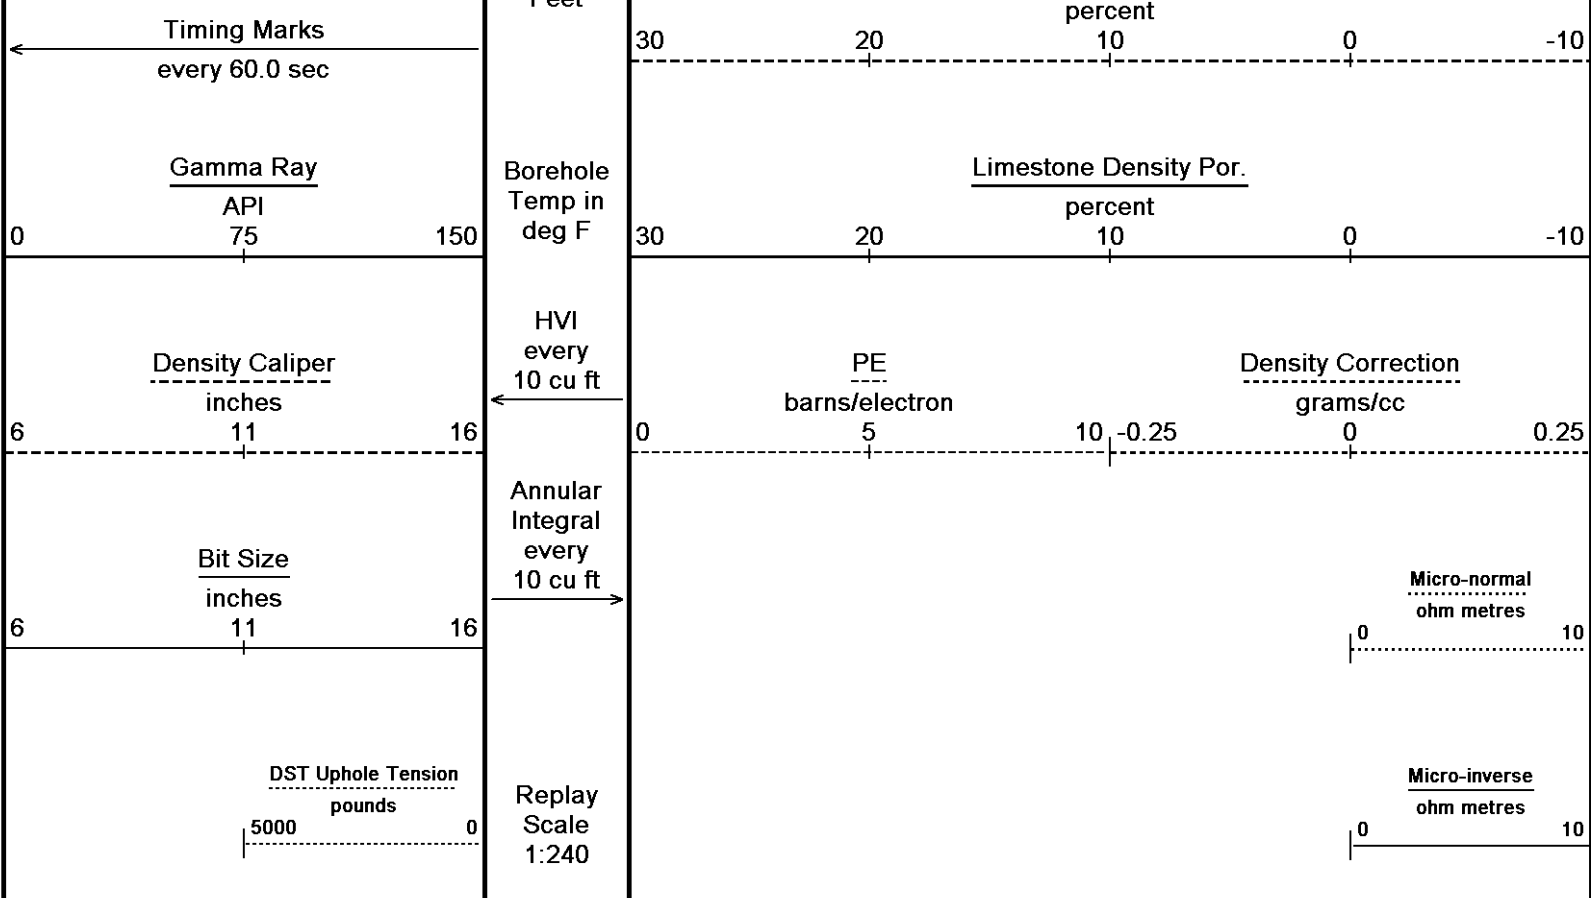 Timing Marks
every 60.0 sec
Gamma Ray
API
0 75 150
Density Caliper
inches
6 11 16
Bit Size
inches
6 11 16
DST Uphole Tension
pounds
5000 0
Feet
Borehole
Temp in
deg F
HVI
every
10 cu ft
Annular
Integral
every
10 cu ft
Replay
Scale
1:240
percent
30 20 10 0 -10
Limestone Density Por.
percent
30 20 10 0 -10
PE
barns/electron
0 5 10
Density Correction
grams/cc
-0.25 0 0.25
Micro-normal
ohm metres
0 10
Micro-inverse
ohm metres
0 10